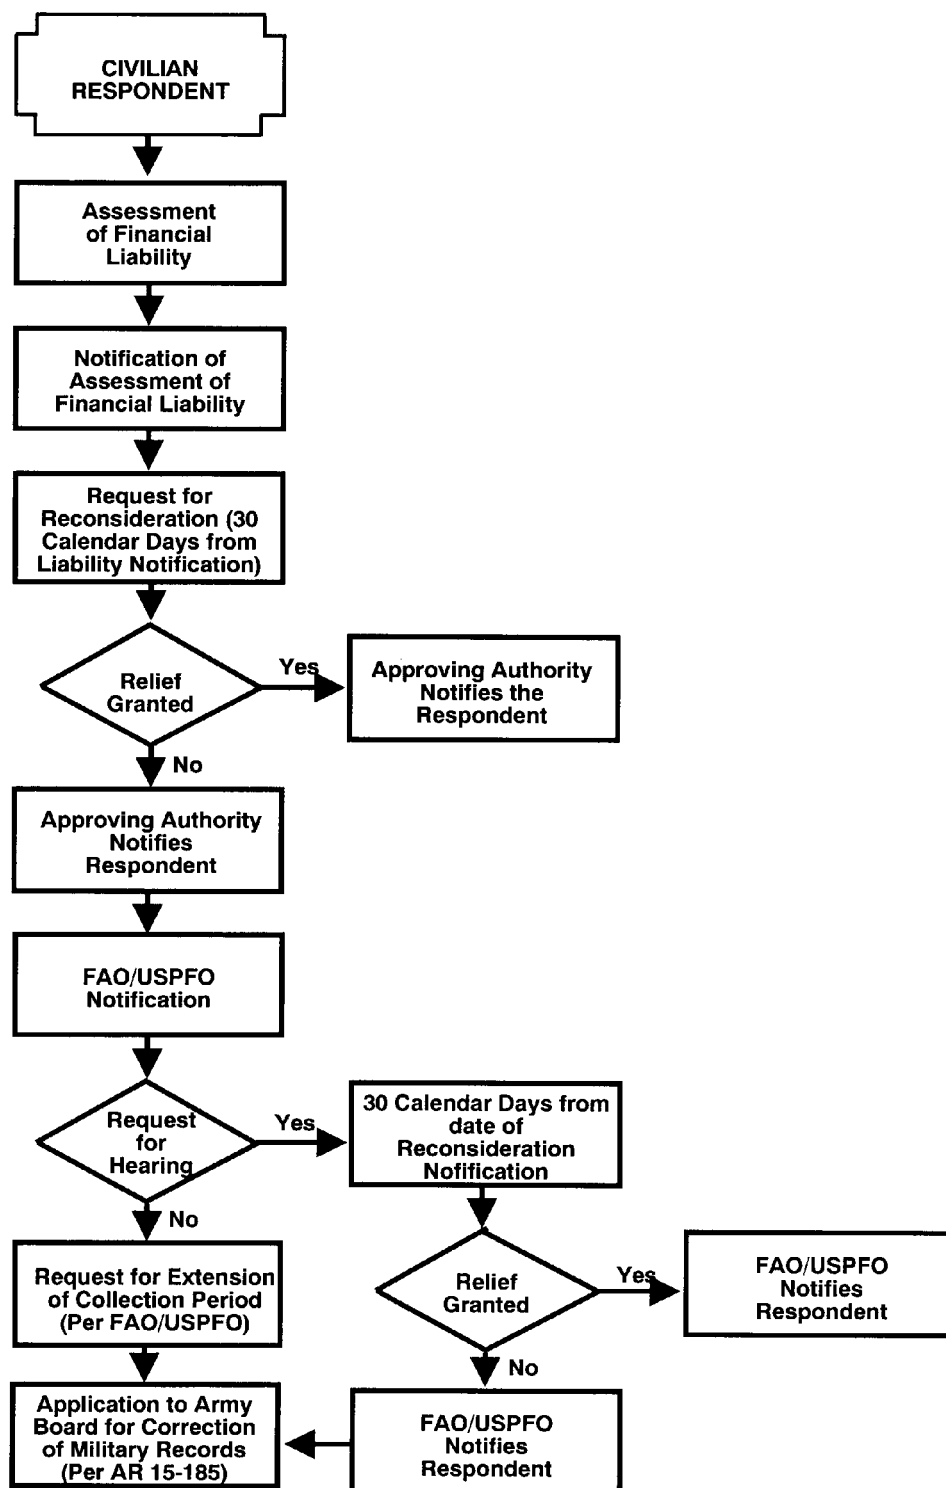 CIVILIAN
RESPONDENT
Assessment
of Financial
Liability
Notification of
Assessment of
Financial Liability
Request for
Reconsideration (30
Calendar Days from
Liability Notification)
Relief
Granted
Yes
Approving Authority
Notifies the
Respondent
No
Approving Authority
Notifies
Respondent
FAO/USPFO
Notification
Request
for
Hearing
Yes
30 Calendar Days from
date of
Reconsideration
Nofification
No
Request for Extension
of Collection Period
(Per FAO/USPFO)
Relief
Granted
Yes
FAO/USPFO
Notifies
Respondent
No
Application to Army
Board for Correction
of Military Records
(Per AR 15-185)
FAO/USPFO
Notifies
Respondent